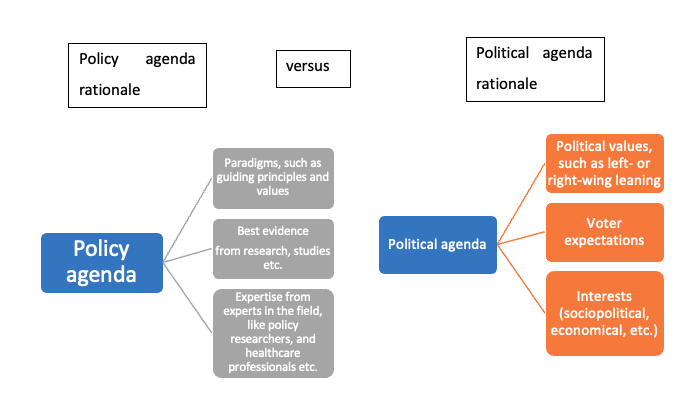 Policy agenda
rationale
versus
Political agenda
rationale
Policy
agenda
Paradigms, such as
guiding principles and
values
Best evidence
from research, studies
etc.
Expertise from
experts in the field,
like policy
researchers, and
healthcare
professionals etc.
Political agenda
Political values,
such as left- or
right-wing leaning
Voter
expectations
Interests
(sociopolitical,
economical, etc.)